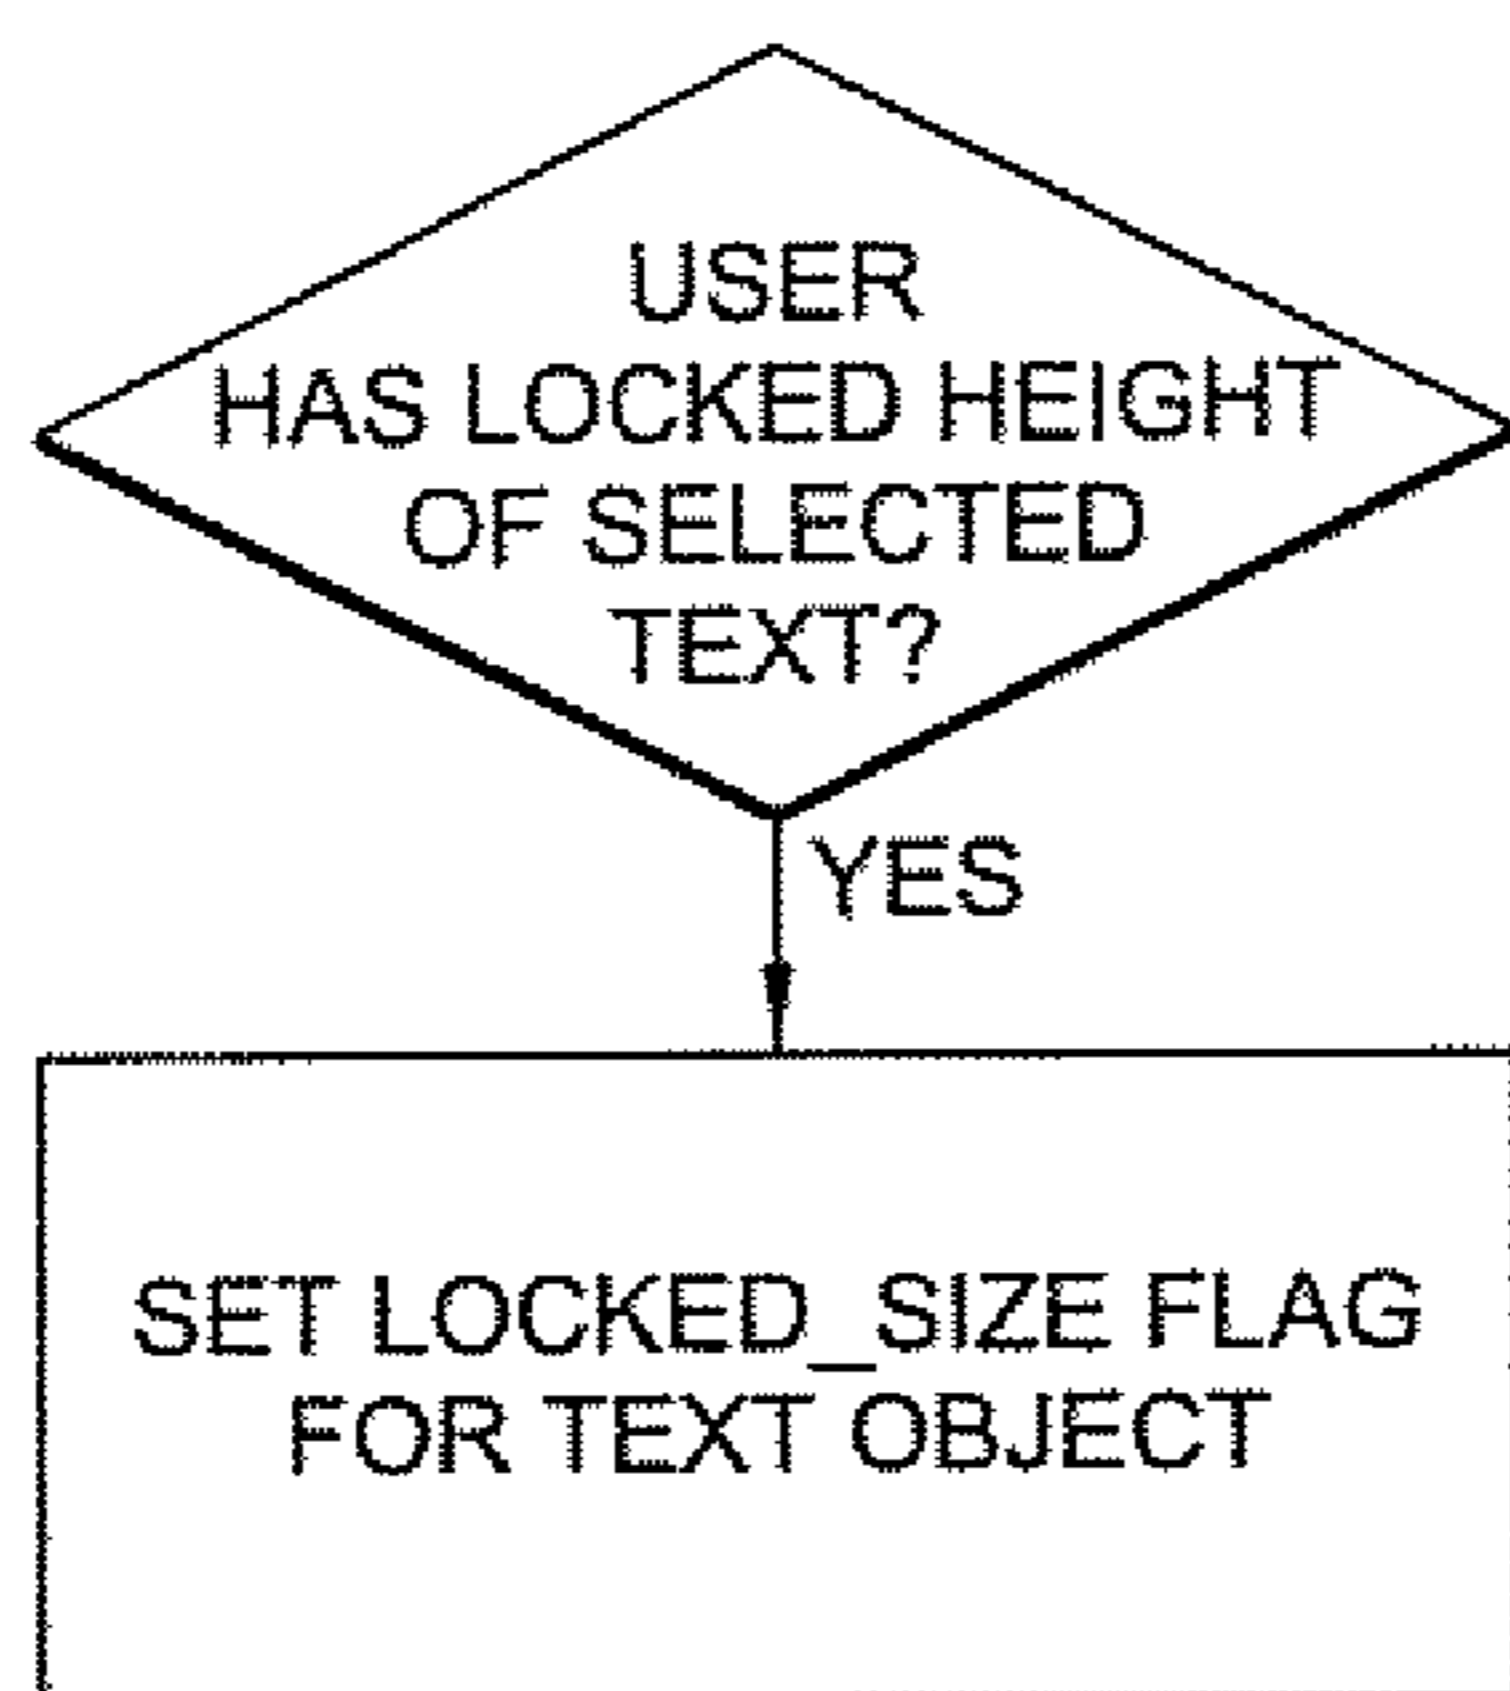 USER
HAS LOCKED HEIGHT
OF SELECTED
TEXT?
YES
SET LOCKED_SIZE FLAG
FOR TEXT OBJECT